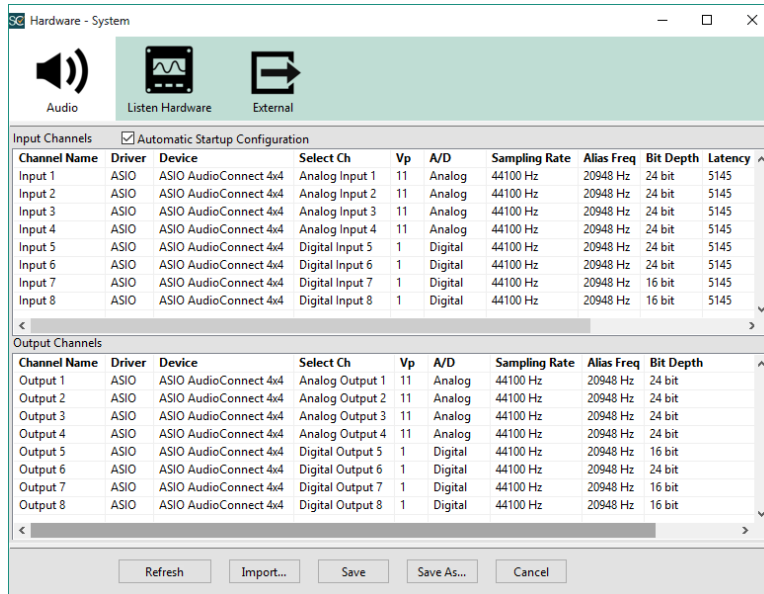 SC Hardware - System
Audio Listen Hardware External
Input Channels Automatic Startup Configuration
Channel Name Driver Device Select Ch Vp A/D Sampling Rate Alias Freq Bit Depth Latency
Input 1 ASIO ASIO AudioConnect 4x4 Analog Input 1 11 Analog 44100 Hz 20948 Hz 24 bit 5145
Input 2 ASIO ASIO AudioConnect 4x4 Analog Input 2 11 Analog 44100 Hz 20948 Hz 24 bit 5145
Input 3 ASIO ASIO AudioConnect 4x4 Analog Input 3 11 Analog 44100 Hz 20948 Hz 24 bit 5145
Input 4 ASIO ASIO AudioConnect 4x4 Analog Input 4 11 Analog 44100 Hz 20948 Hz 24 bit 5145
Input 5 ASIO ASIO AudioConnect 4x4 Digital Input 5 1 Digital 44100 Hz 20948 Hz 24 bit 5145
Input 6 ASIO ASIO AudioConnect 4x4 Digital Input 6 1 Digital 44100 Hz 20948 Hz 24 bit 5145
Input 7 ASIO ASIO AudioConnect 4x4 Digital Input 7 1 Digital 44100 Hz 20948 Hz 16 bit 5145
Input 8 ASIO ASIO AudioConnect 4x4 Digital Input 8 1 Digital 44100 Hz 20948 Hz 16 bit 5145
Output Channels
Channel Name Driver Device Select Ch Vp A/D Sampling Rate Alias Freq Bit Depth
Output 1 ASIO ASIO AudioConnect 4x4 Analog Output 1 11 Analog 44100 Hz 20948 Hz 24 bit
Output 2 ASIO ASIO AudioConnect 4x4 Analog Output 2 11 Analog 44100 Hz 20948 Hz 24 bit
Output 3 ASIO ASIO AudioConnect 4x4 Analog Output 3 11 Analog 44100 Hz 20948 Hz 24 bit
Output 4 ASIO ASIO AudioConnect 4x4 Analog Output 4 11 Analog 44100 Hz 20948 Hz 24 bit
Output 5 ASIO ASIO AudioConnect 4x4 Digital Output 5 1 Digital 44100 Hz 20948 Hz 16 bit
Output 6 ASIO ASIO AudioConnect 4x4 Digital Output 6 1 Digital 44100 Hz 20948 Hz 24 bit
Output 7 ASIO ASIO AudioConnect 4x4 Digital Output 7 1 Digital 44100 Hz 20948 Hz 16 bit
Output 8 ASIO ASIO AudioConnect 4x4 Digital Output 8 1 Digital 44100 Hz 20948 Hz 16 bit
Refresh Import... Save Save As... Cancel